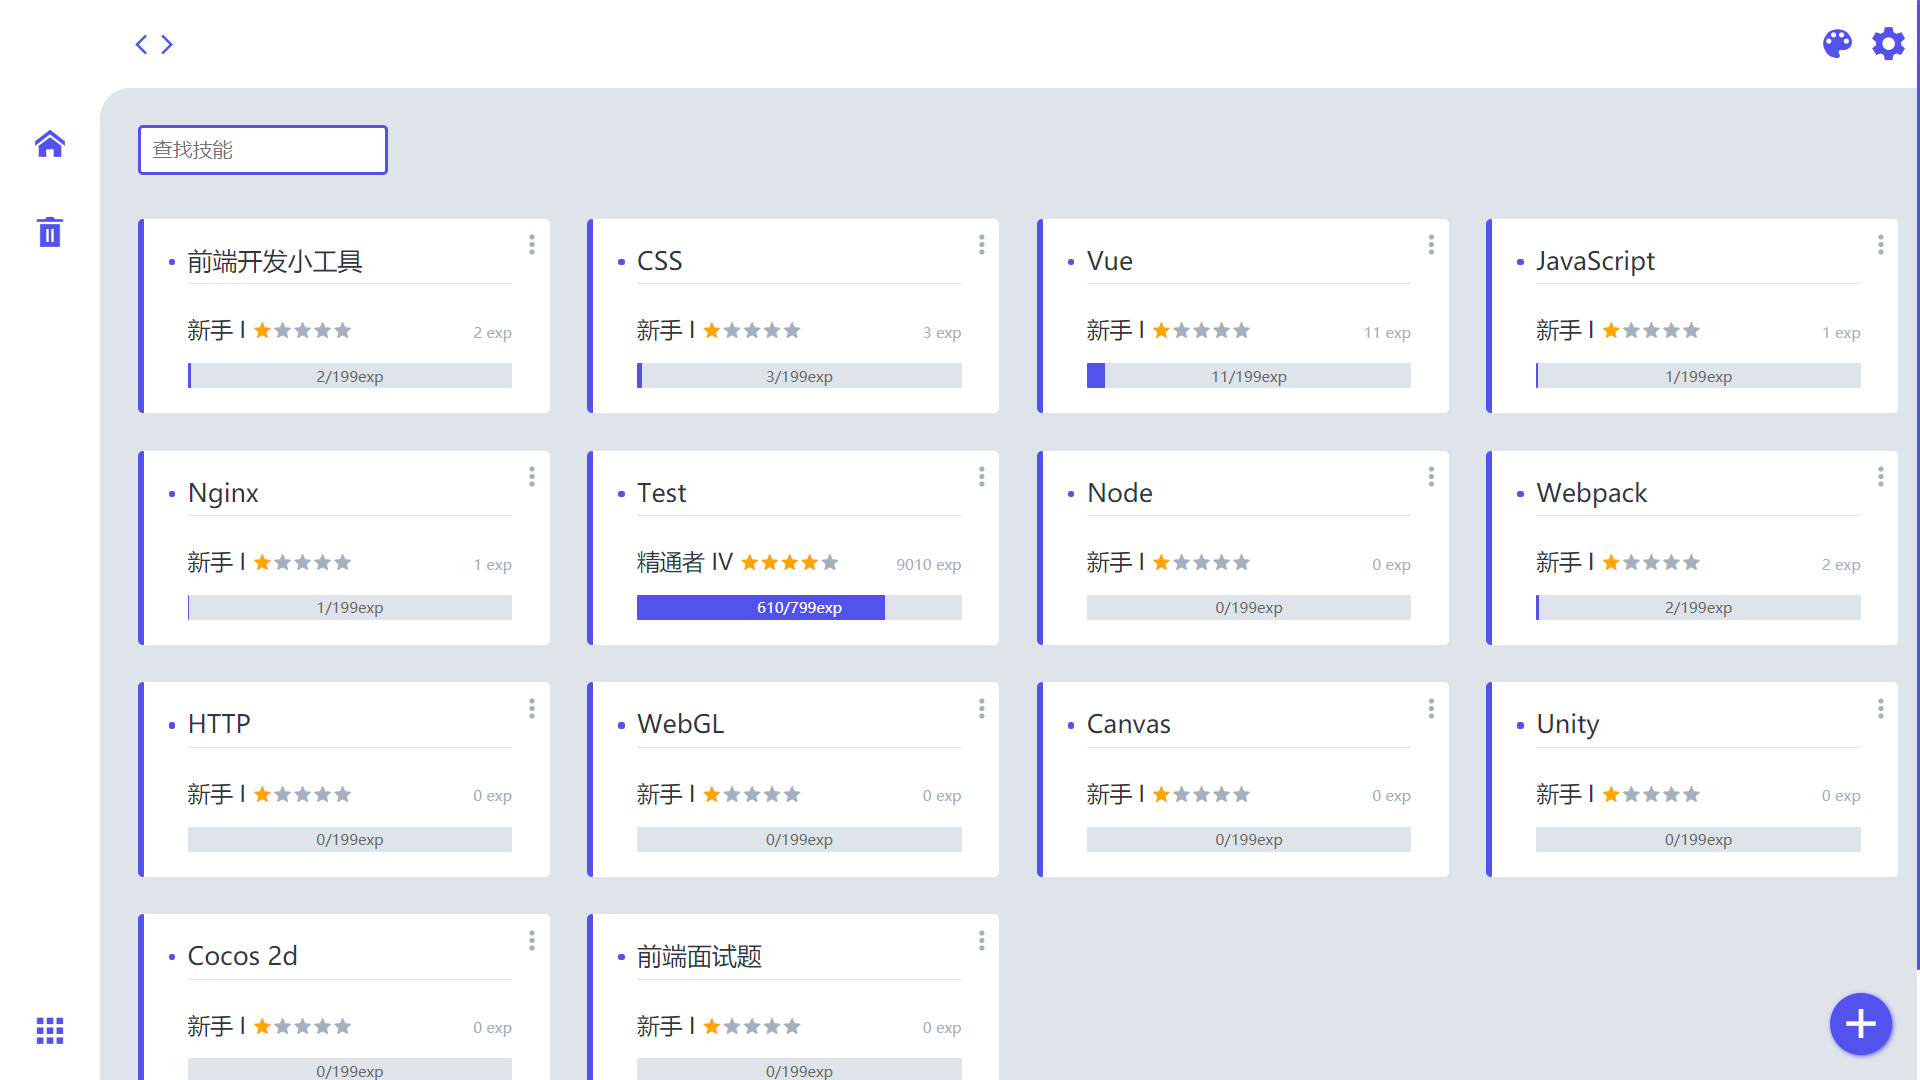 查找技能
前端开发小工具
新手 I
2 exp
2/199exp
CSS
新手 I
3 exp
3/199exp
Vue
新手 I
11 exp
11/199exp
JavaScript
新手 I
1 exp
1/199exp
Nginx
新手 I
1 exp
1/199exp
Test
精通者 IV
9010 exp
610/799exp
Node
新手 I
0 exp
0/199exp
Webpack
新手 I
2 exp
2/199exp
HTTP
新手 I
0 exp
0/199exp
WebGL
新手 I
0 exp
0/199exp
Canvas
新手 I
0 exp
0/199exp
Unity
新手 I
0 exp
0/199exp
Cocos 2d
新手 I
0 exp
0/199exp
前端面试题
新手 I
0 exp
0/199exp